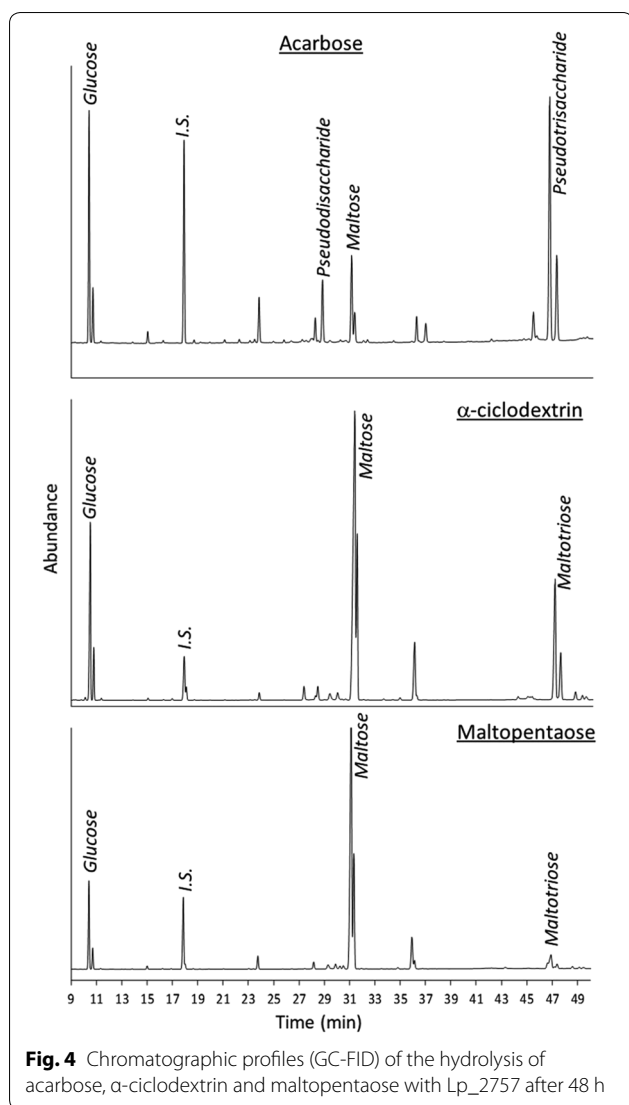 Acarbose
Glucose
I.S.
Pseudodisaccharide
Maltose
Pseudotrisaccharide
α-ciclodextrin
Glucose
I.S.
Maltose
Maltotriose
Abundance
Maltopentaose
Glucose
I.S.
Maltose
Maltotriose
9 11 13 15 17 19 21 23 25 27 29 31 33 35 37 39 41 43 45 47 49
Time (min)
Fig. 4 Chromatographic profiles (GC-FID) of the hydrolysis of
acarbose, α-ciclodextrin and maltopentaose with Lp_2757 after 48 h